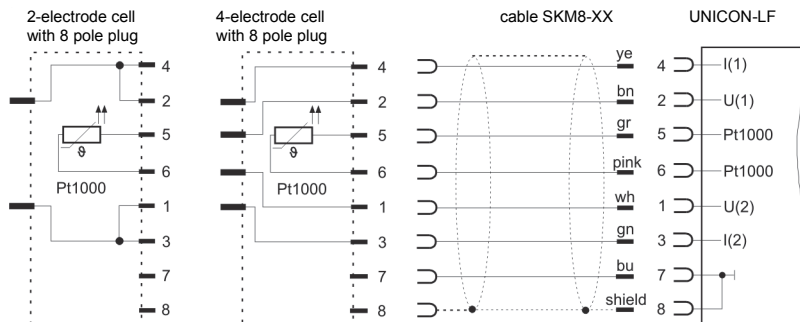 2-electrode cell
with 8 pole plug
4
2
5
ϑ
6
Pt1000
1
3
7
8
4-electrode cell
with 8 pole plug
4
2
5
ϑ
6
Pt1000
1
3
7
8
cable SKM8-XX
ye
bn
gr
pink
wh
gn
bu
shield
UNICON-LF
4 I(1)
2 U(1)
5 Pt1000
6 Pt1000
1 U(2)
3 I(2)
7
8